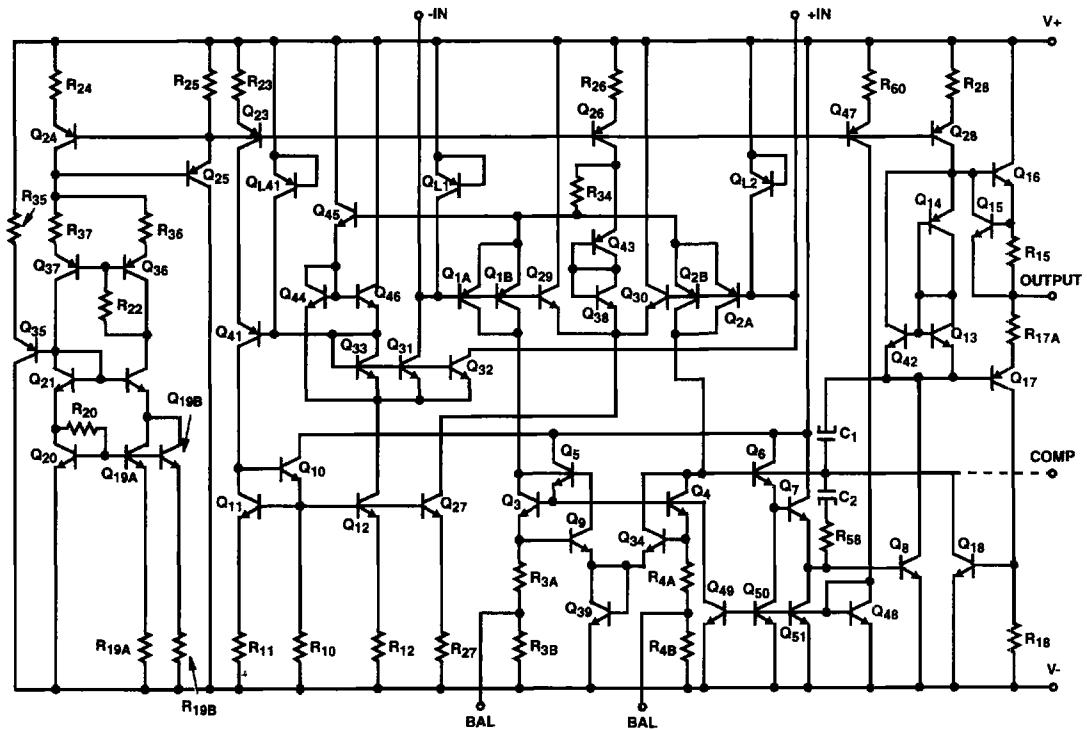 -IN +IN
V+
R24 R25 R23 R26 R60 R28
Q24 Q23 Q26 Q47 Q28
Q25 QL41 QL1 QL2 Q16
R35 R37 R36 Q45 R34 Q14 Q15
Q37 Q36 Q43 R15
R22 Q44 Q46 Q1A Q1B Q29 Q38 Q30 Q2B Q2A OUTPUT
Q35 Q41 Q33 Q31 Q32 Q42 Q13 R17A
Q21 Q17
R20 Q19B C1
Q20 Q19A Q10 Q5 Q6 COMP
Q11 Q12 Q27 Q3 Q4 Q7 C2
Q9 Q34 R58 Q8 Q18
R3A R4A Q49 Q50
Q39 Q51 Q48
R19A R11 R10 R12 R27 R3B R4B R18
R19B V-
BAL BAL